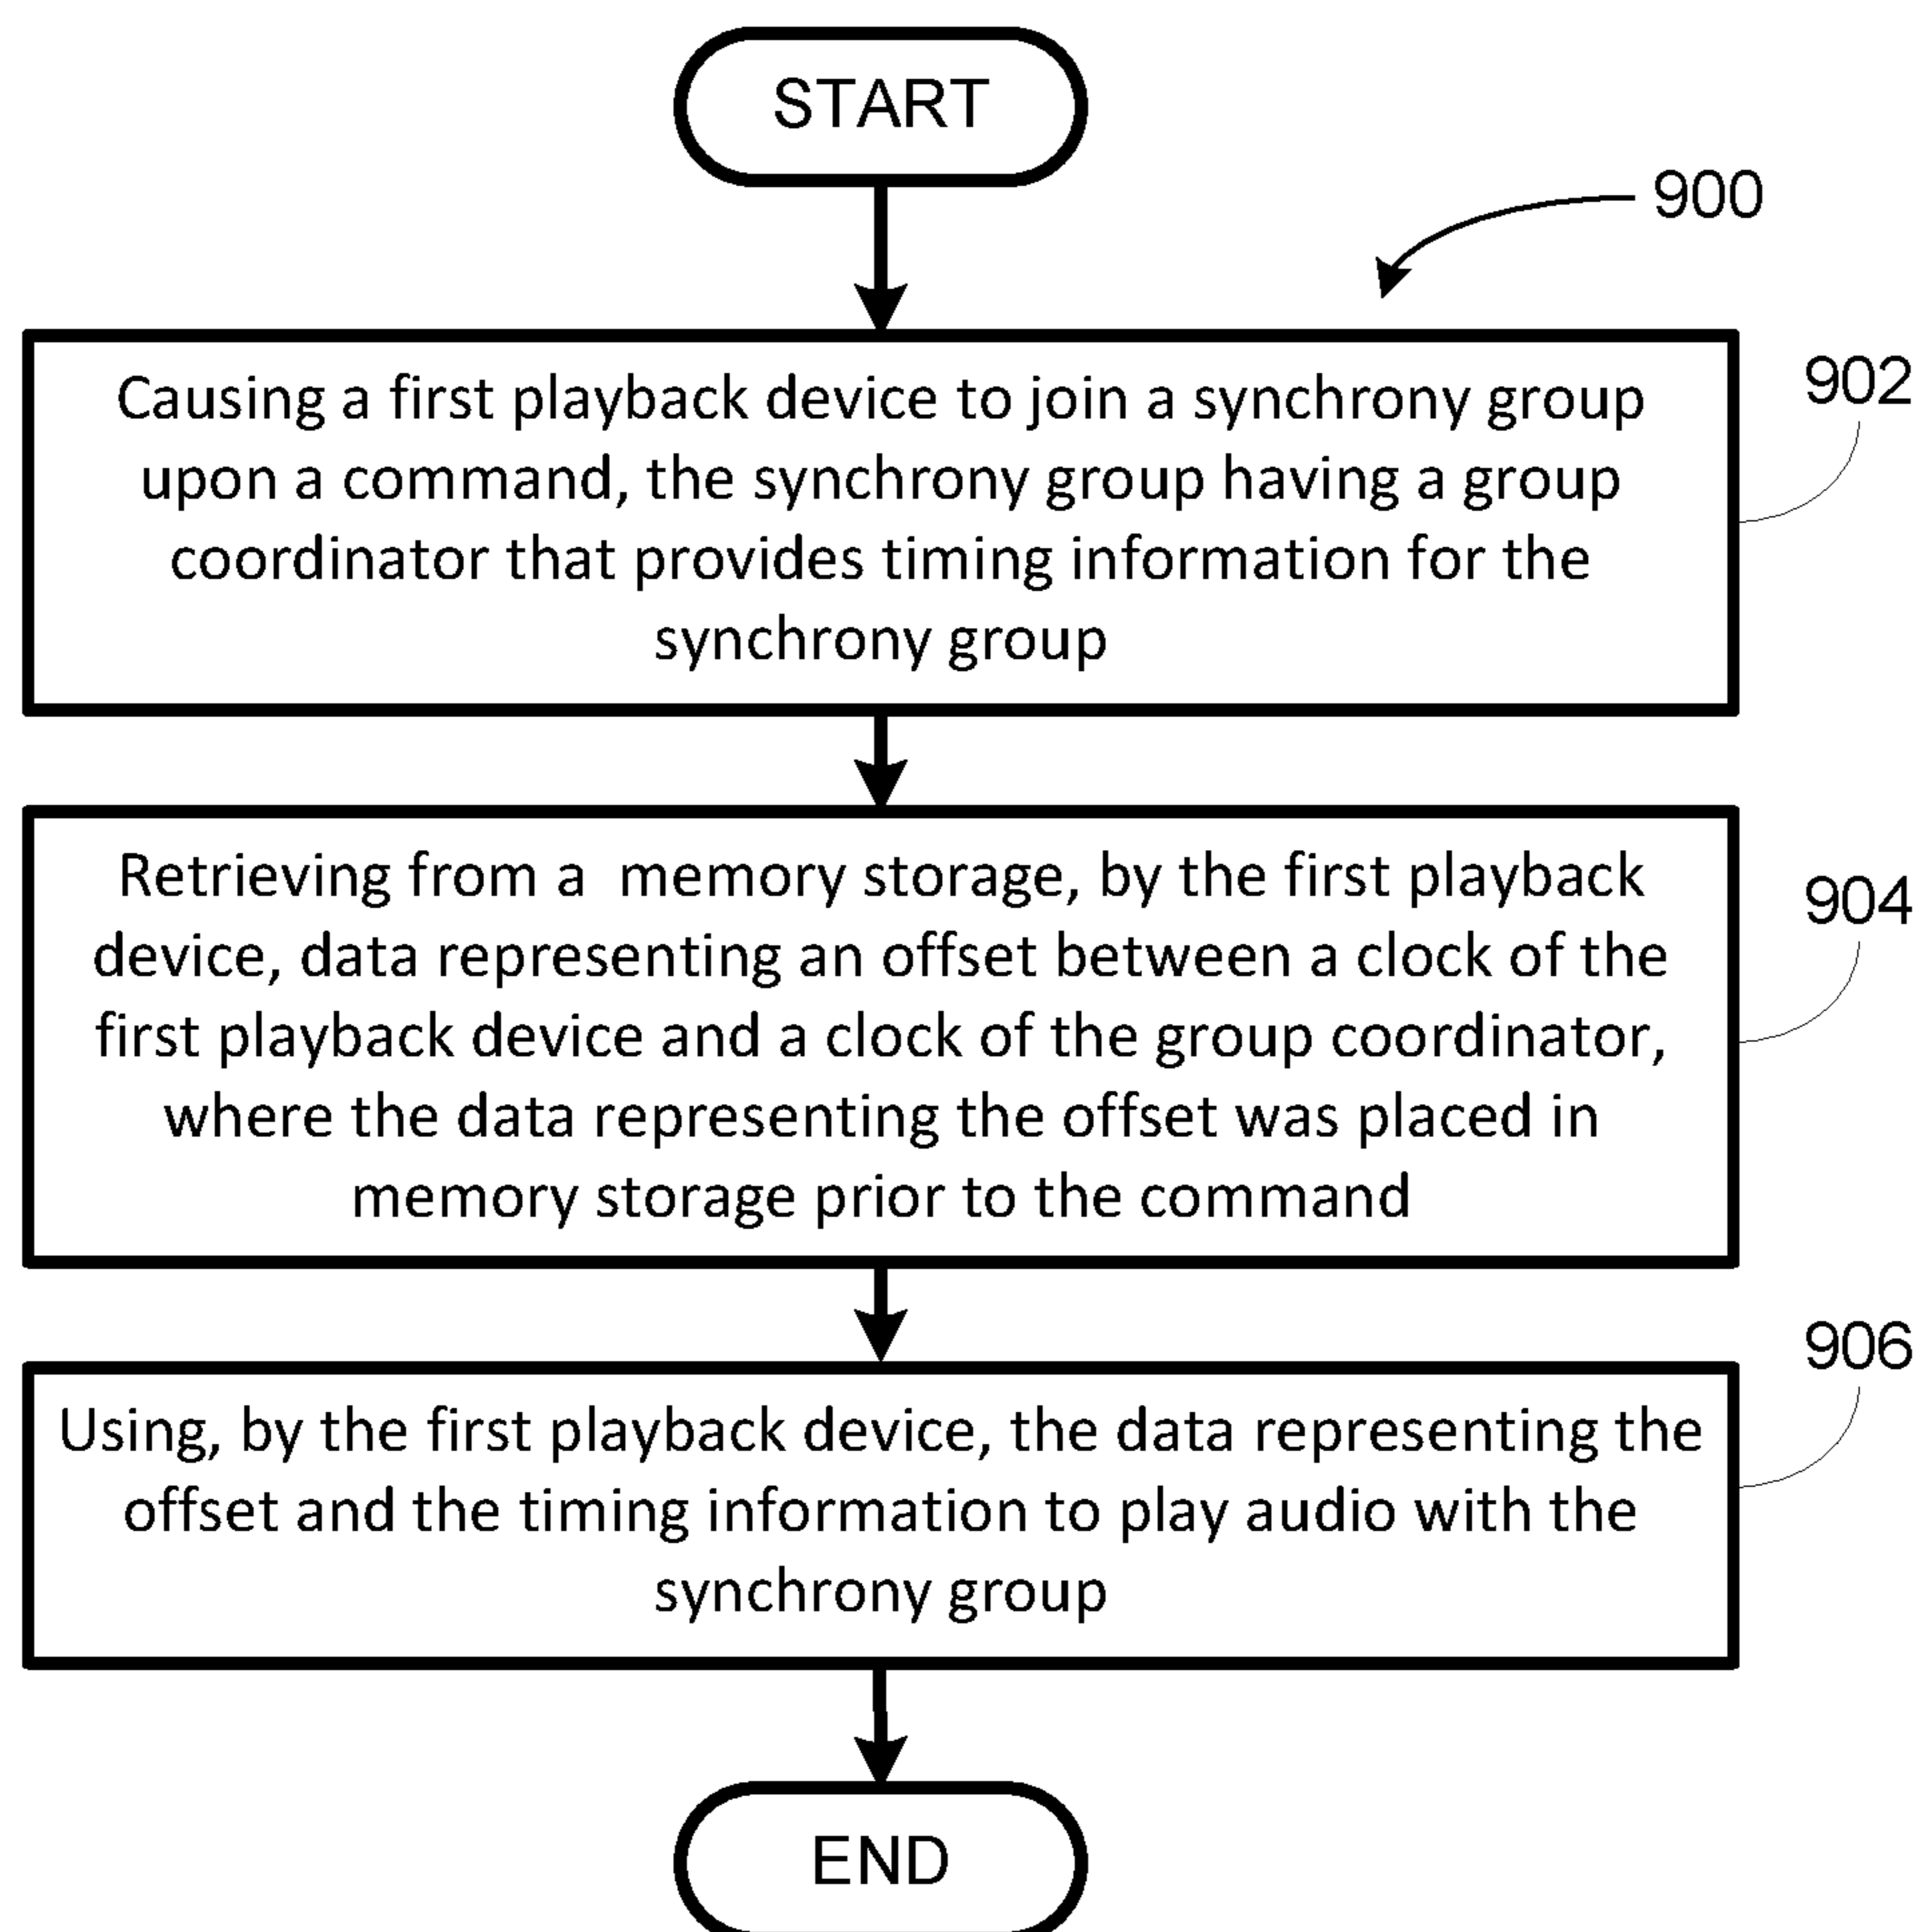 START
900
Causing a first playback device to join a synchrony group
upon a command, the synchrony group having a group
coordinator that provides timing information for the
synchrony group
902
Retrieving from a  memory storage, by the first playback
device, data representing an offset between a clock of the
first playback device and a clock of the group coordinator,
where the data representing the offset was placed in
memory storage prior to the command
904
Using, by the first playback device, the data representing the
offset and the timing information to play audio with the
synchrony group
906
END